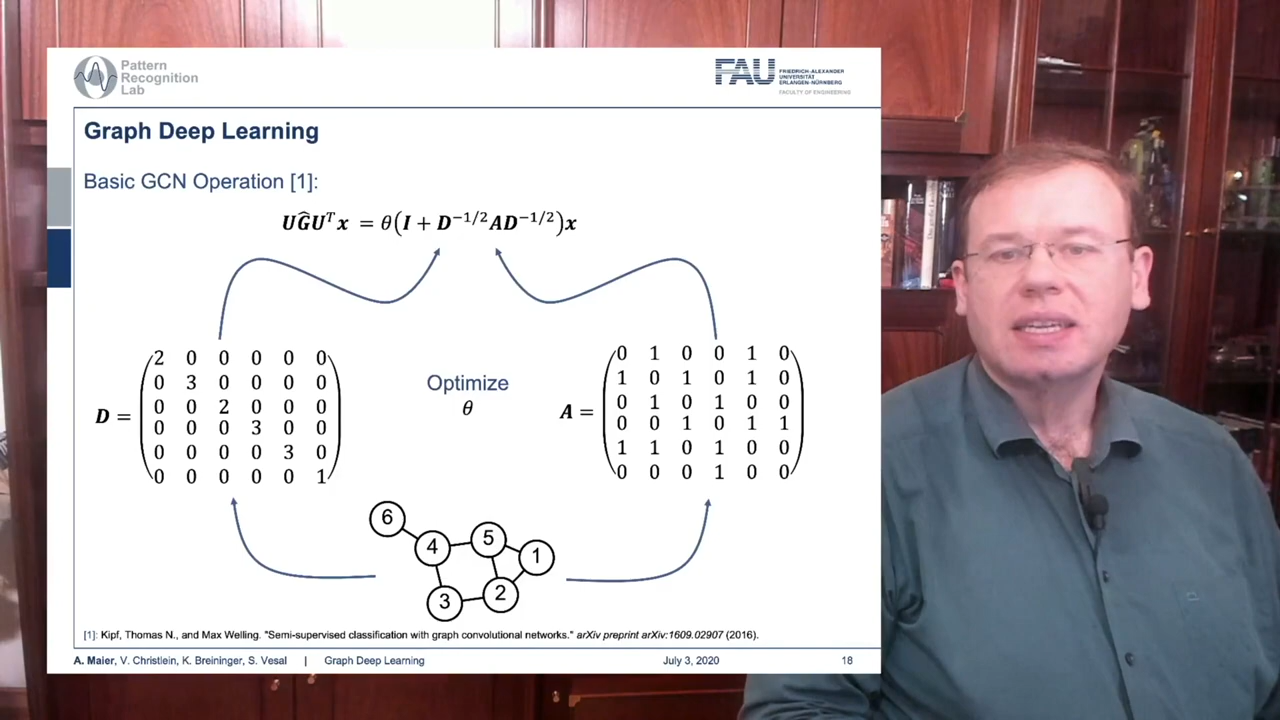 Pattern
Recognition
Lab
FAU
FRIEDRICH-ALEXANDER
UNIVERSITÄT
ERLANGEN-NÜRNBERG
FACULTY OF ENGINEERING
Graph Deep Learning
Basic GCN Operation [1]:
UĜUᵀx = θ(I + D⁻¹/²AD⁻¹/²)x
D =
2 0 0 0 0 0
0 3 0 0 0 0
0 0 2 0 0 0
0 0 0 3 0 0
0 0 0 0 3 0
0 0 0 0 0 1
Optimize
θ
A =
0 1 0 0 1 0
1 0 1 0 1 0
0 1 0 1 0 0
0 0 1 0 1 1
1 1 0 1 0 0
0 0 0 1 0 0
6
4
5
1
3
2
[1]: Kipf, Thomas N., and Max Welling. "Semi-supervised classification with graph convolutional networks." arXiv preprint arXiv:1609.02907 (2016).
A. Maier, V. Christlein, K. Breininger, S. Vesal | Graph Deep Learning July 3, 2020 18